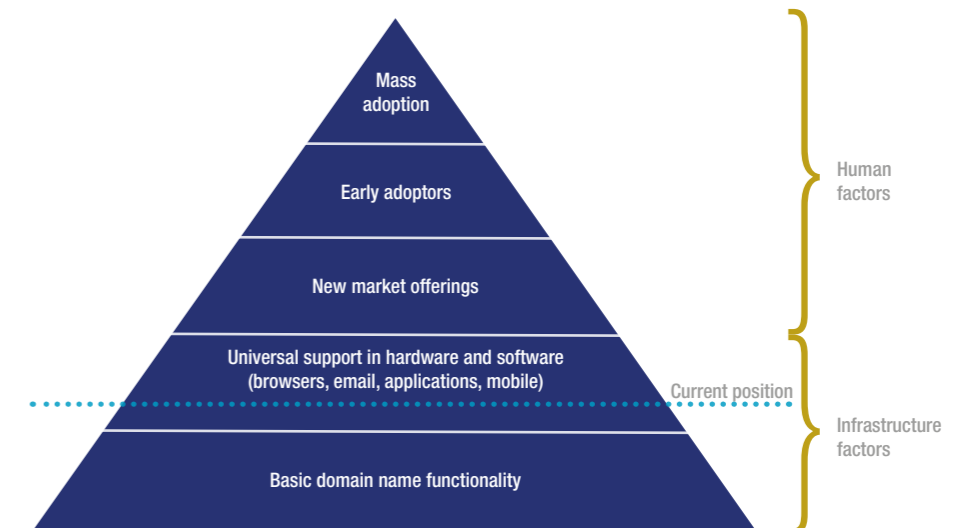 Mass
adoption
Early adoptors
Human
factors
New market offerings
Universal support in hardware and software
(browsers, email, applications, mobile)
Current position
Infrastructure
factors
Basic domain name functionality